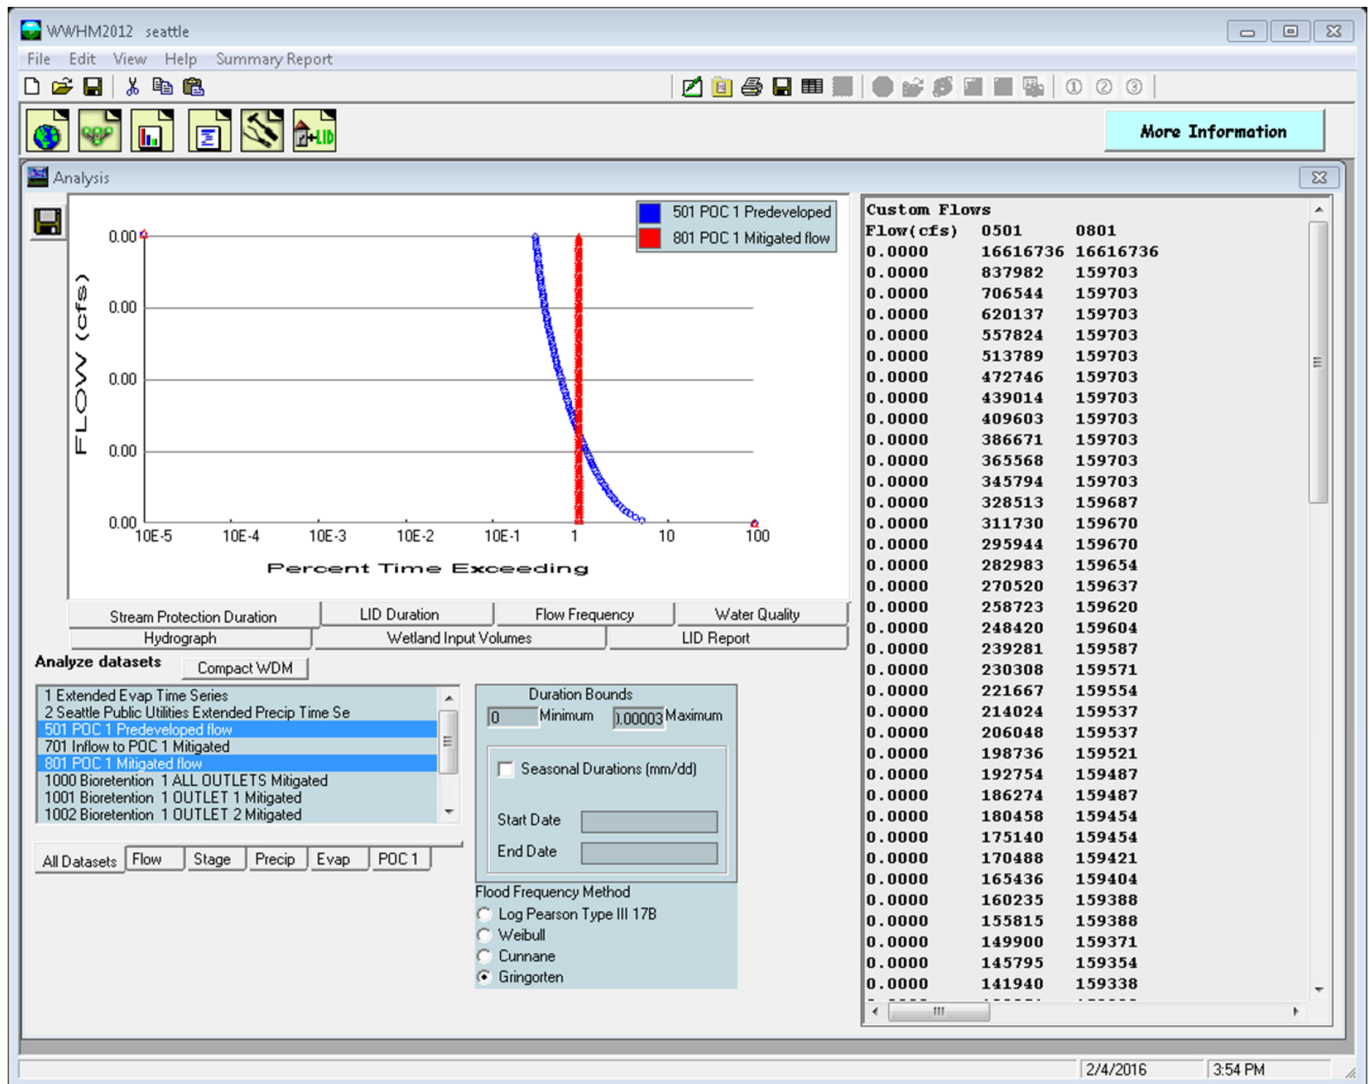 WWHM2012 seattle
File Edit View Help Summary Report
More Information
Analysis
501 POC 1 Predeveloped
801 POC 1 Mitigated flow
FLOW (cfs)
0.00
0.00
0.00
0.00
0.00
10E-5 10E-4 10E-3 10E-2 10E-1 1 10 100
Percent Time Exceeding
Stream Protection Duration LID Duration Flow Frequency Water Quality
Hydrograph Wetland Input Volumes LID Report
Analyze datasets Compact WDM
1 Extended Evap Time Series
2 Seattle Public Utilities Extended Precip Time Se
501 POC 1 Predeveloped flow
701 Inflow to POC 1 Mitigated
801 POC 1 Mitigated flow
1000 Bioretention 1 ALL OUTLETS Mitigated
1001 Bioretention 1 OUTLET 1 Mitigated
1002 Bioretention 1 OUTLET 2 Mitigated
All Datasets Flow Stage Precip Evap POC 1
Duration Bounds
0 Minimum 0.00003 Maximum
Seasonal Durations (mm/dd)
Start Date
End Date
Flood Frequency Method
Log Pearson Type III 17B
Weibull
Cunnane
Gringorten
Custom Flows
Flow(cfs) 0501 0801
0.0000 16616736 16616736
0.0000 837982 159703
0.0000 706544 159703
0.0000 620137 159703
0.0000 557824 159703
0.0000 513789 159703
0.0000 472746 159703
0.0000 439014 159703
0.0000 409603 159703
0.0000 386671 159703
0.0000 365568 159703
0.0000 345794 159703
0.0000 328513 159687
0.0000 311730 159670
0.0000 295944 159670
0.0000 282983 159654
0.0000 270520 159637
0.0000 258723 159620
0.0000 248420 159604
0.0000 239281 159587
0.0000 230308 159571
0.0000 221667 159554
0.0000 214024 159537
0.0000 206048 159537
0.0000 198736 159521
0.0000 192754 159487
0.0000 186274 159487
0.0000 180458 159454
0.0000 175140 159454
0.0000 170488 159421
0.0000 165436 159404
0.0000 160235 159388
0.0000 155815 159388
0.0000 149900 159371
0.0000 145795 159354
0.0000 141940 159338
2/4/2016 3:54 PM